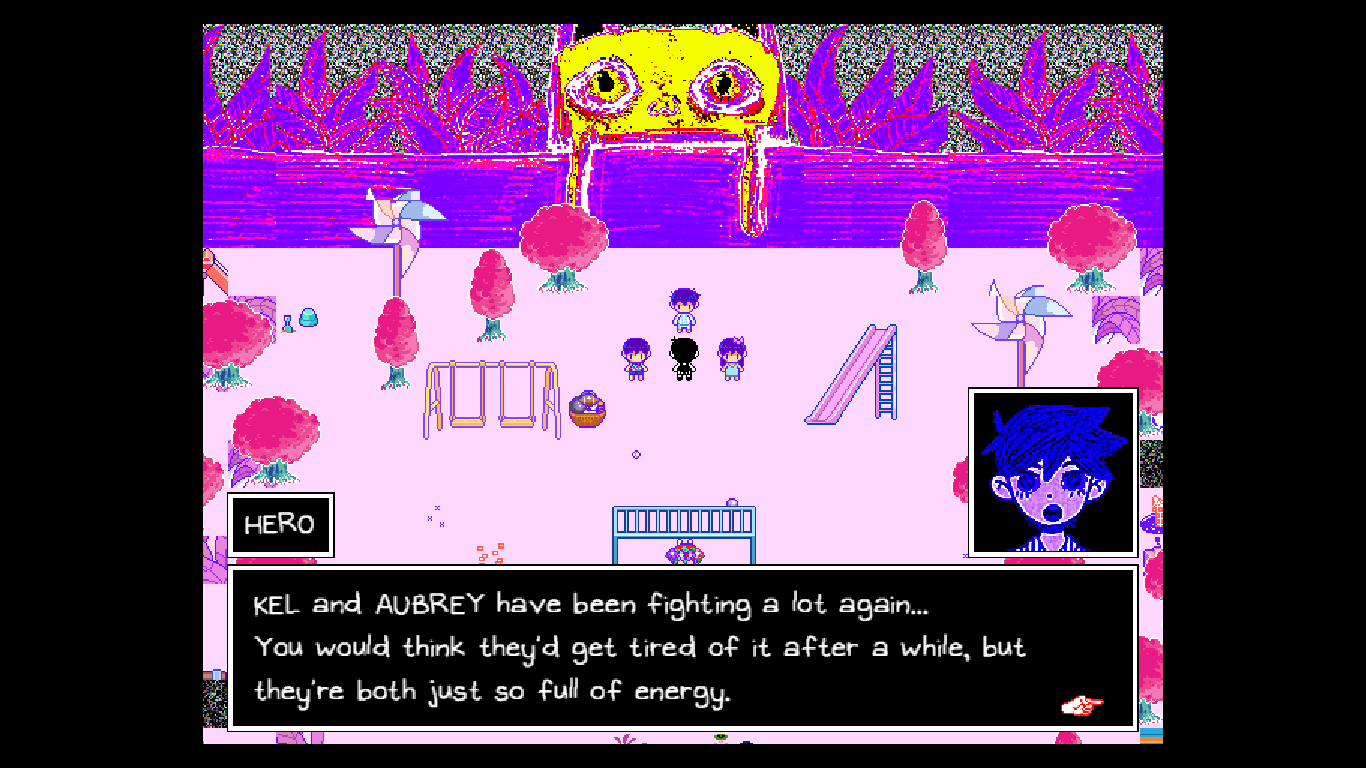 HERO
KEL and AUBREY have been fighting a lot again...
You would think they'd get tired of it after a while, but
they're both just so full of energy.